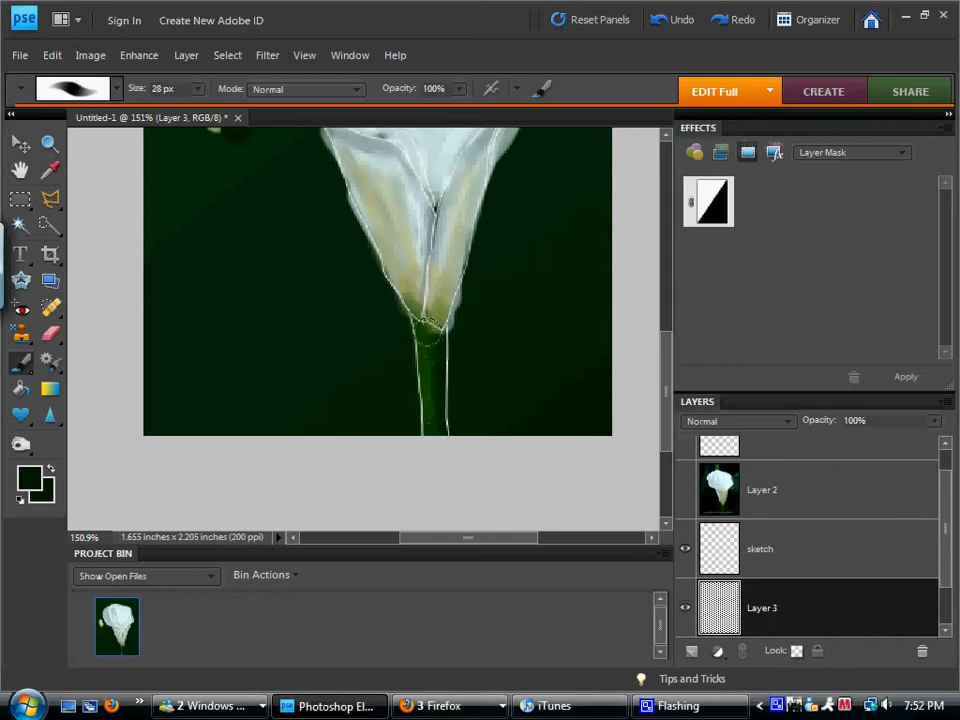 pse
Sign In
Create New Adobe ID
Reset Panels
Undo
Redo
Organizer
File Edit Image Enhance Layer Select Filter View Window Help
Size: 28 px
Mode: Normal
Opacity: 100%
EDIT Full
CREATE
SHARE
Untitled-1 @ 151% (Layer 3, RGB/8) *
EFFECTS
Layer Mask
T
Apply
LAYERS
Normal
Opacity: 100%
Layer 2
sketch
Layer 3
150.9%
1.655 inches x 2.205 inches (200 ppi)
PROJECT BIN
Show Open Files
Bin Actions
Lock:
Tips and Tricks
2 Windows ...
Photoshop El...
3 Firefox
iTunes
Flashing
7:52 PM